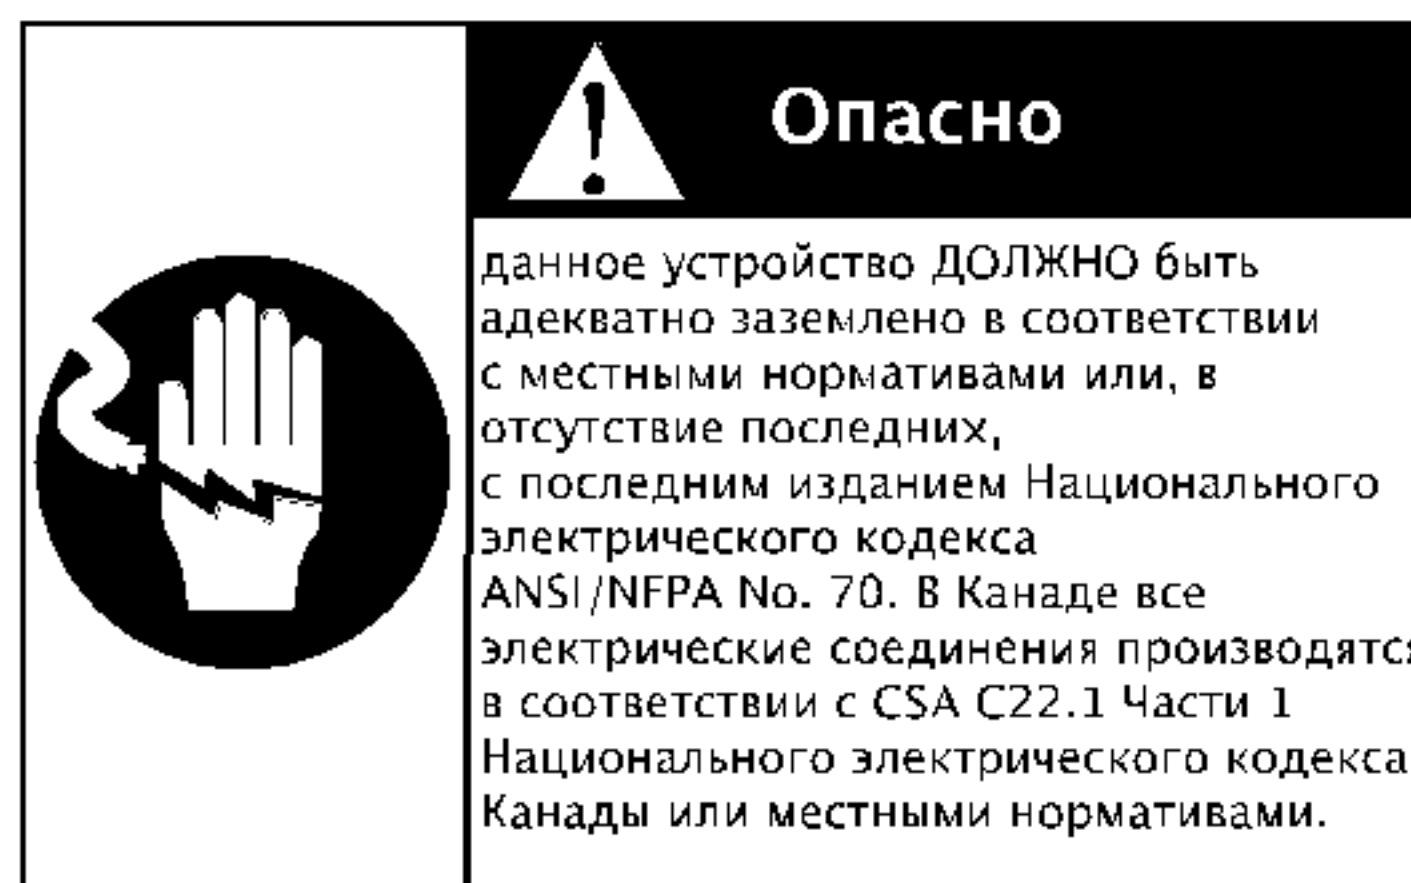 Опасно
данное устройство ДОЛЖНО быть
адекватно заземлено в соответствии
с местными нормативами или, в
отсутствие последних,
с последним изданием Национального
электрического кодекса
ANSI/NFPA No. 70. В Канаде все
электрические соединения производятся
в соответствии с CSA C22.1 Части 1
Национального электрического кодекса
Канады или местными нормативами.